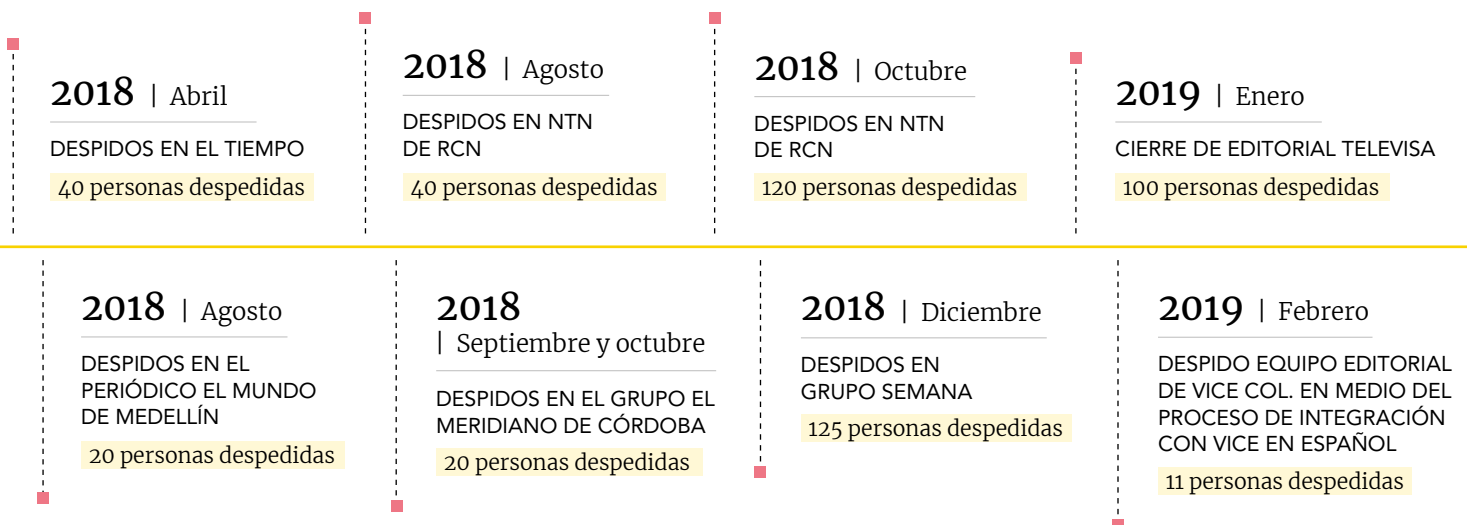 2018 | Abril
DESPIDOS EN EL TIEMPO
40 personas despedidas
2018 | Agosto
DESPIDOS EN NTN
DE RCN
40 personas despedidas
2018 | Octubre
DESPIDOS EN NTN
DE RCN
120 personas despedidas
2019 | Enero
CIERRE DE EDITORIAL TELEVISA
100 personas despedidas
2018 | Agosto
DESPIDOS EN EL
PERIÓDICO EL MUNDO
DE MEDELLÍN
20 personas despedidas
2018
| Septiembre y octubre
DESPIDOS EN EL GRUPO EL
MERIDIANO DE CÓRDOBA
20 personas despedidas
2018 | Diciembre
DESPIDOS EN
GRUPO SEMANA
125 personas despedidas
2019 | Febrero
DESPIDO EQUIPO EDITORIAL
DE VICE COL. EN MEDIO DEL
PROCESO DE INTEGRACIÓN
CON VICE EN ESPAÑOL
11 personas despedidas